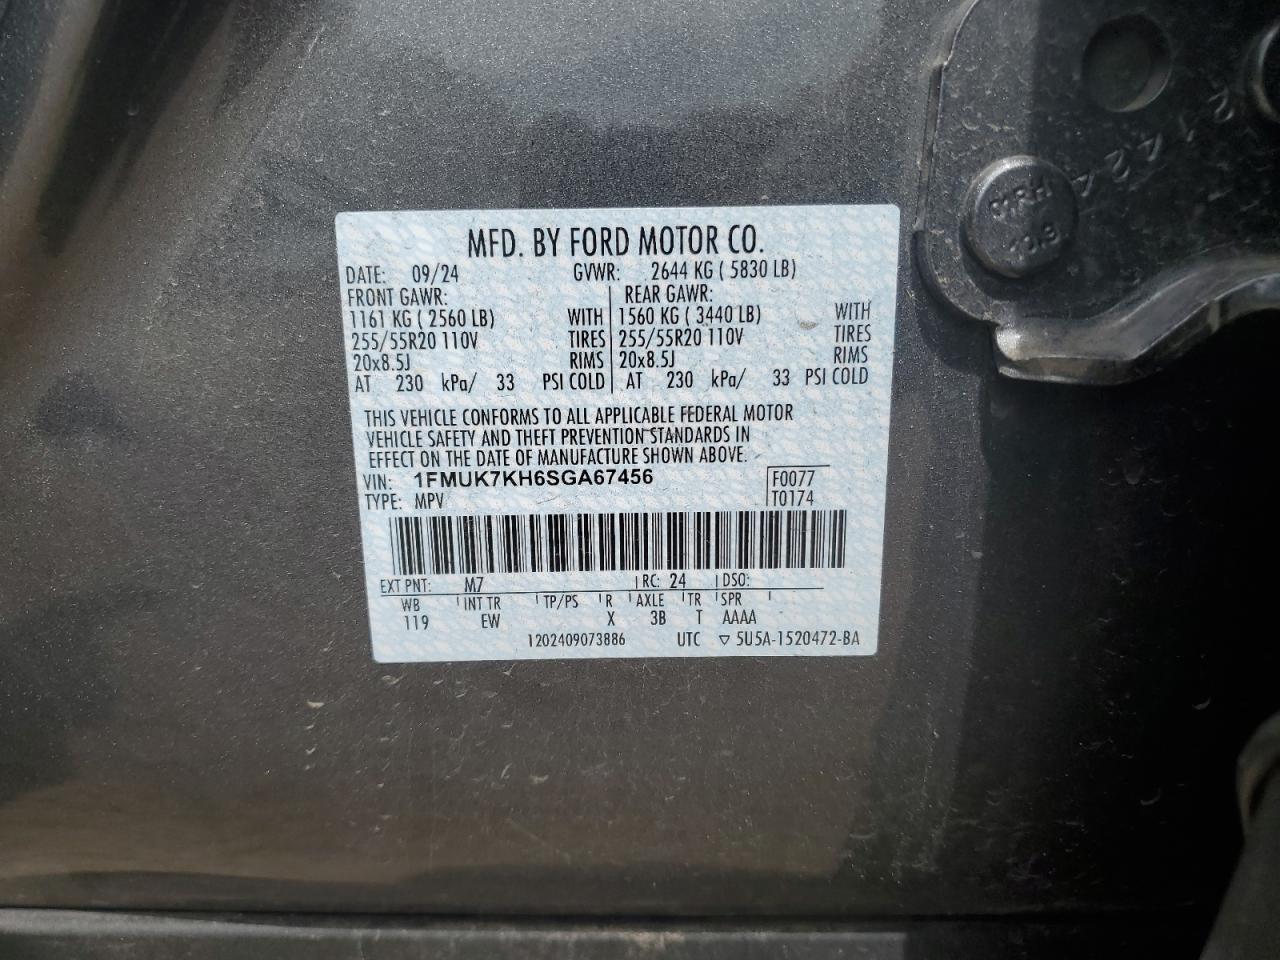 MFD. BY FORD MOTOR CO.
DATE: 09/24 GVWR: 2644 KG ( 5830 LB)
FRONT GAWR: REAR GAWR:
1161 KG ( 2560 LB) WITH 1560 KG ( 3440 LB) WITH
255/55R20 110V TIRES 255/55R20 110V TIRES
20x8.5J RIMS 20x8.5J RIMS
AT 230 kPa/ 33 PSI COLD AT 230 kPa/ 33 PSI COLD
THIS VEHICLE CONFORMS TO ALL APPLICABLE FEDERAL MOTOR
VEHICLE SAFETY AND THEFT PREVENTION STANDARDS IN
EFFECT ON THE DATE OF MANUFACTURE SHOWN ABOVE.
VIN: 1FMUK7KH6SGA67456 F0077
TYPE: MPV T0174
EXT PNT: M7 RC: 24 DSO:
WB INT TR TP/PS R AXLE TR SPR
119 EW X 3B T AAAA
1202409073886 UTC ▽ 5U5A-1520472-BA